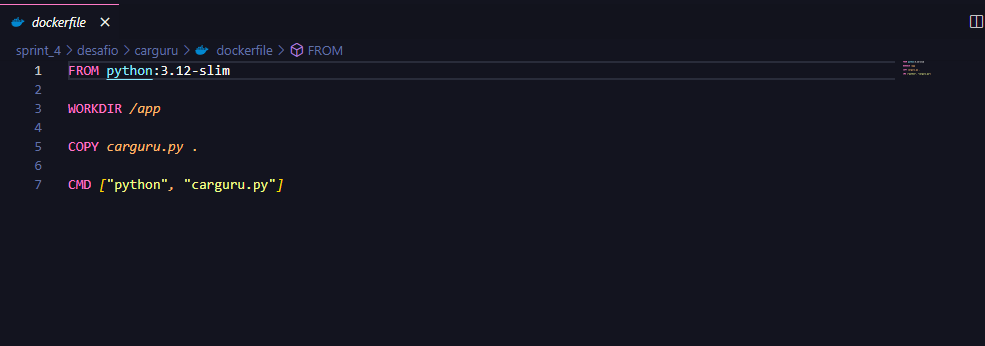 dockerfile
sprint_4 > desafio > carguru > dockerfile > FROM
1 FROM python:3.12-slim
2
3 WORKDIR /app
4
5 COPY carguru.py .
6
7 CMD ["python", "carguru.py"]